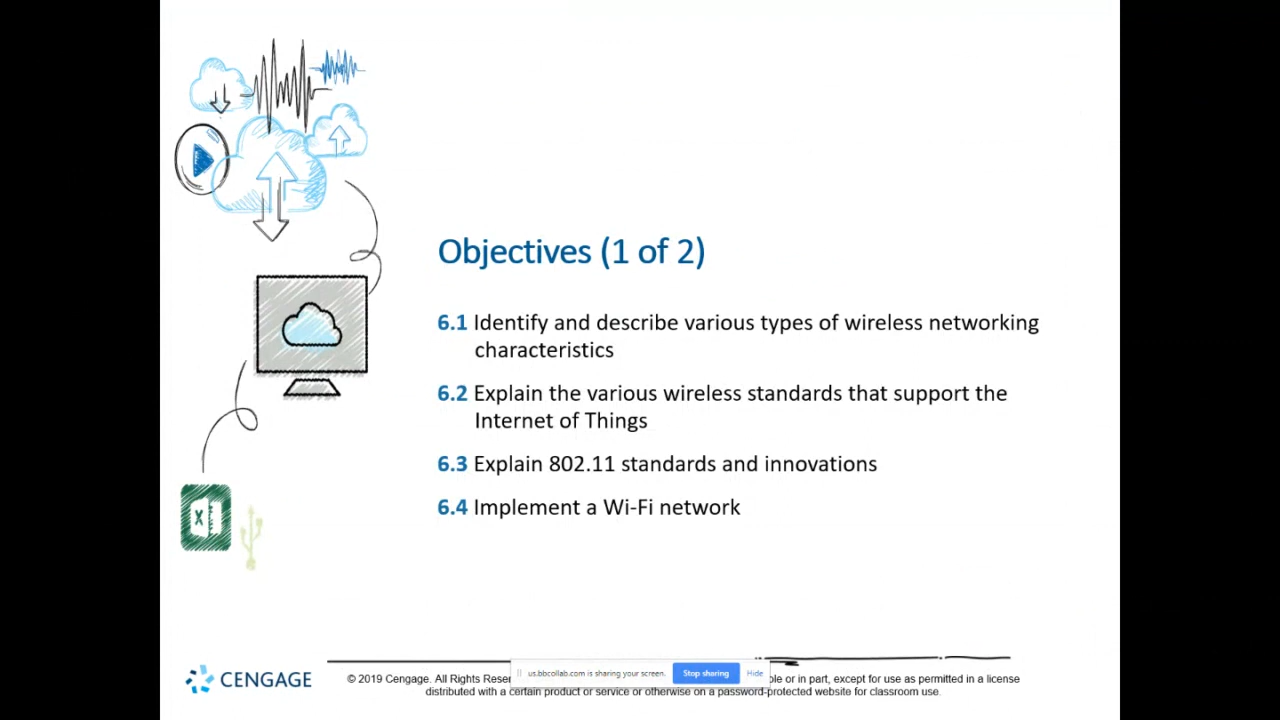 Objectives (1 of 2)
6.1 Identify and describe various types of wireless networking
characteristics
6.2 Explain the various wireless standards that support the
Internet of Things
6.3 Explain 802.11 standards and innovations
6.4 Implement a Wi-Fi network
X
CENGAGE
© 2019 Cengage. All Rights
us.bbcollab.com is sharing your screen.
Stop sharing
Hide
or in part, except for use as permitted in a license
distributed with a certain product or service or otherwise on a password-protected website for classroom use.